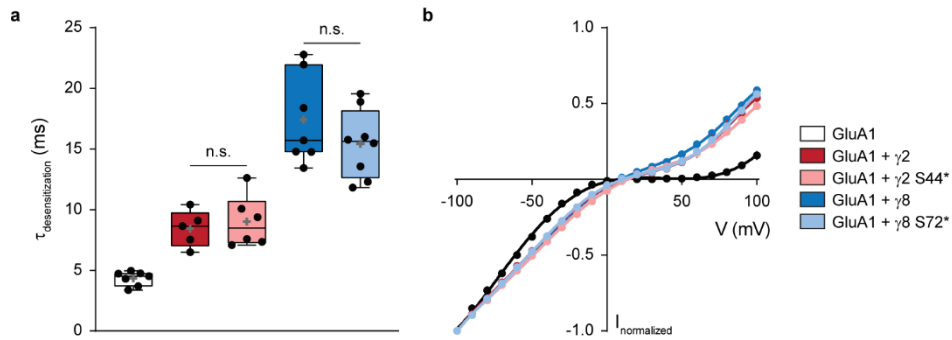 a
b
25
20
15
10
5
0
τdesensitization (ms)
n.s.
n.s.
1.0
0.5
-0.5
-1.0
-100
-50
50
100
V (mV)
Inormalized
GluA1
GluA1 + γ2
GluA1 + γ2 S44*
GluA1 + γ8
GluA1 + γ8 S72*